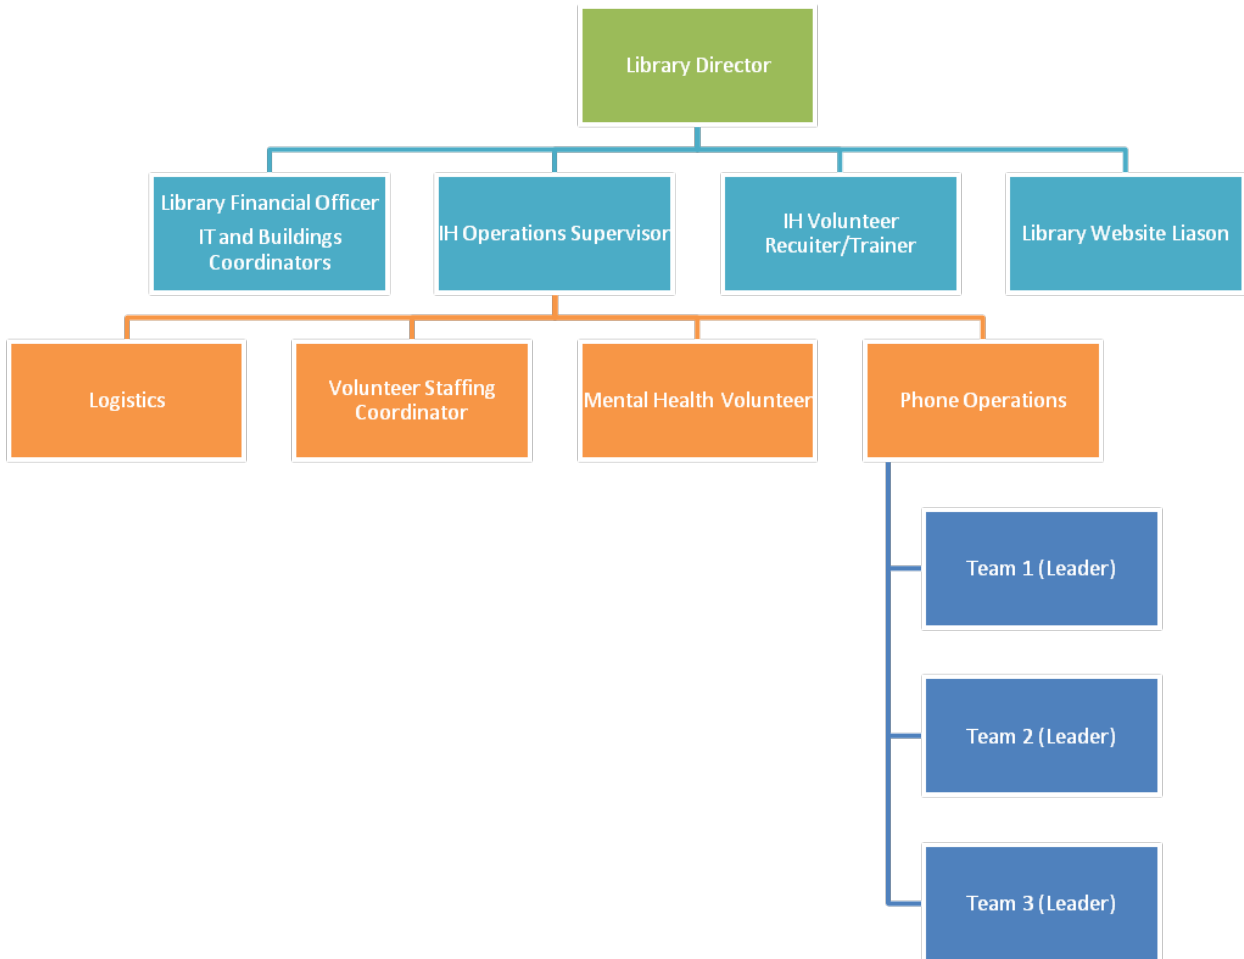 Library Director
Library Financial Officer
IT and Buildings
Coordinators
IH Operations Supervisor
IH Volunteer
Recuiter/Trainer
Library Website Liason
Logistics
Volunteer Staffing
Coordinator
Mental Health Volunteer
Phone Operations
Team 1 (Leader)
Team 2 (Leader)
Team 3 (Leader)